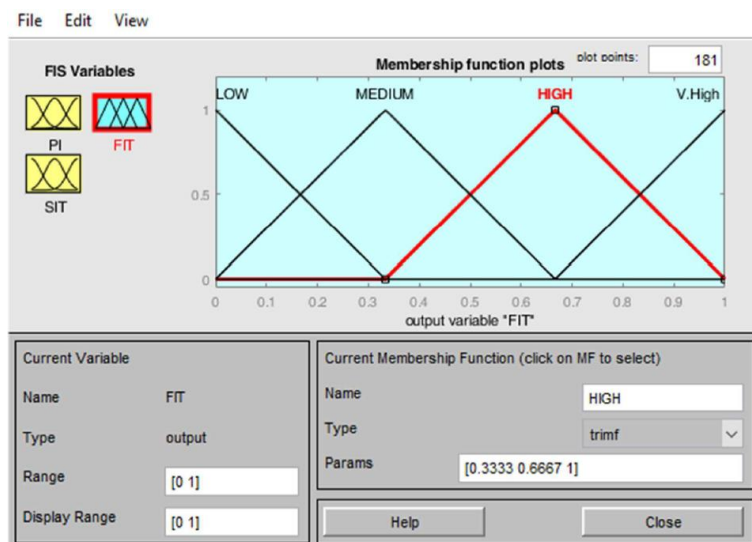 File Edit View
FIS Variables
PI
FIT
SIT
Membership function plots
plot points:
181
LOW
MEDIUM
HIGH
V.High
1
0.5
0
0 0.1 0.2 0.3 0.4 0.5 0.6 0.7 0.8 0.9 1
output variable "FIT"
Current Variable
Name FIT
Type output
Range [0 1]
Display Range [0 1]
Current Membership Function (click on MF to select)
Name HIGH
Type trimf
Params [0.3333 0.6667 1]
Help Close